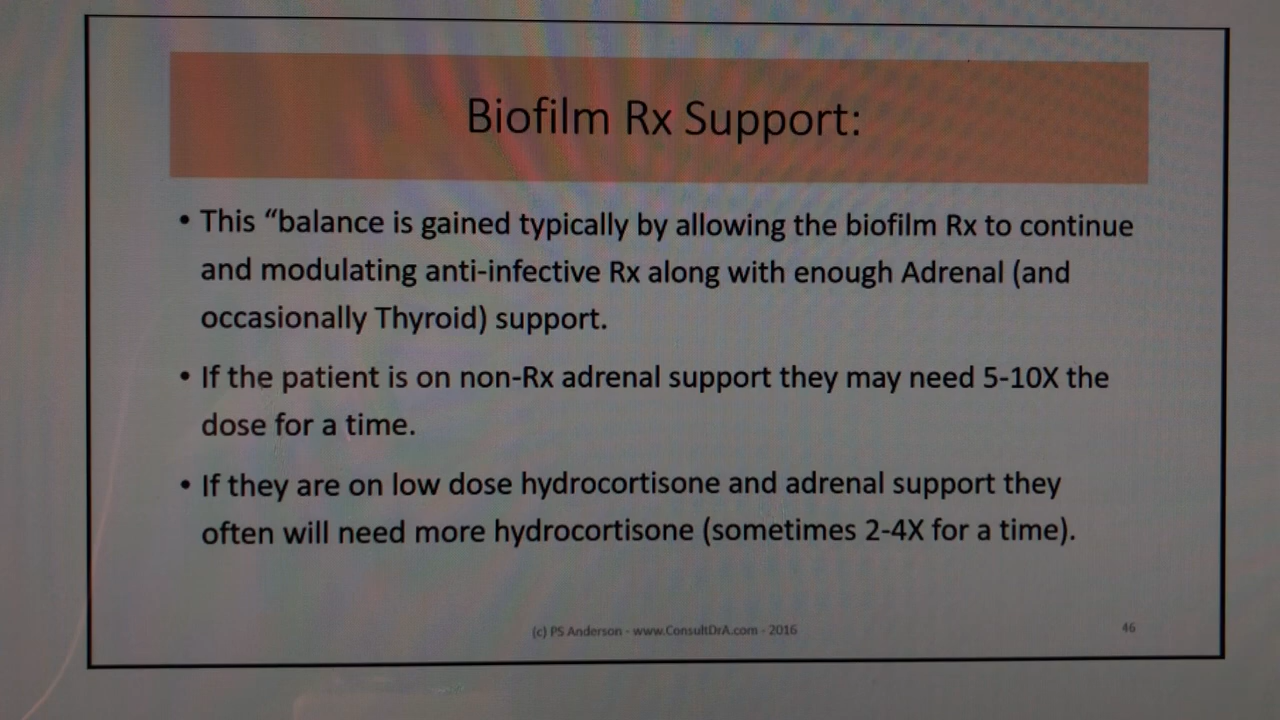 Biofilm Rx Support:
• This “balance is gained typically by allowing the biofilm Rx to continue
and modulating anti-infective Rx along with enough Adrenal (and
occasionally Thyroid) support.
• If the patient is on non-Rx adrenal support they may need 5-10X the
dose for a time.
• If they are on low dose hydrocortisone and adrenal support they
often will need more hydrocortisone (sometimes 2-4X for a time).
(c) PS Anderson - www.ConsultDrA.com - 2016
46